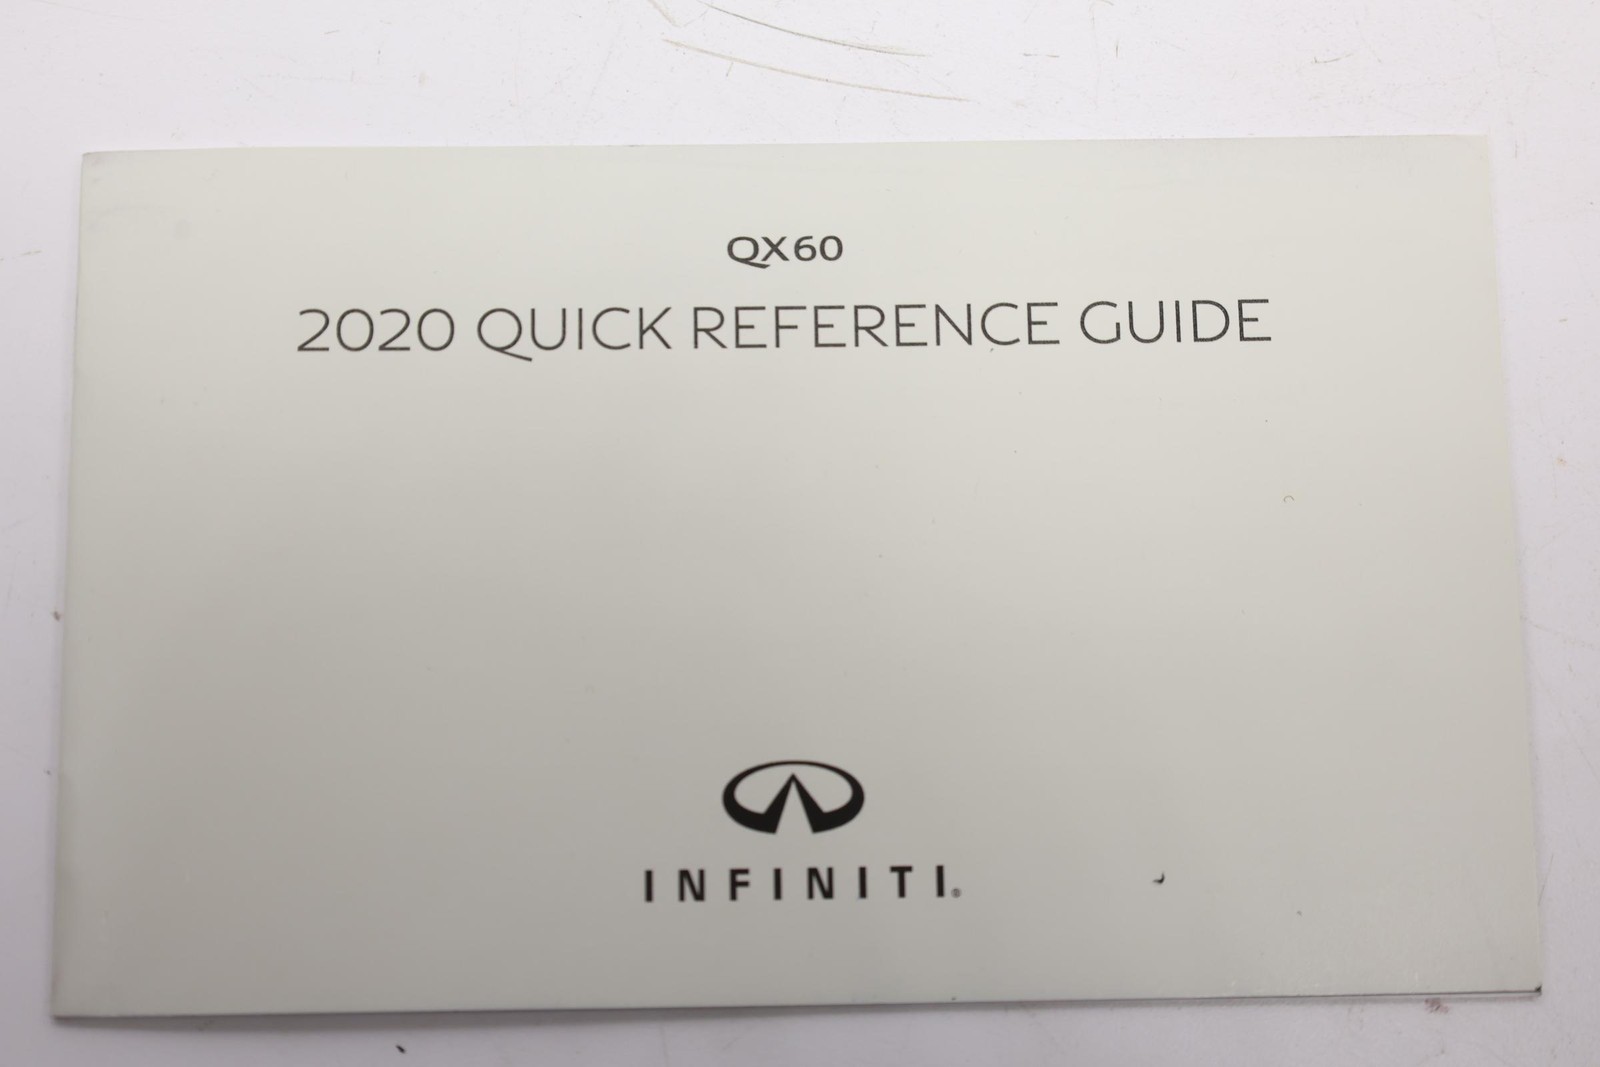 QX60
2020 QUICK REFERENCE GUIDE
INFINITI®